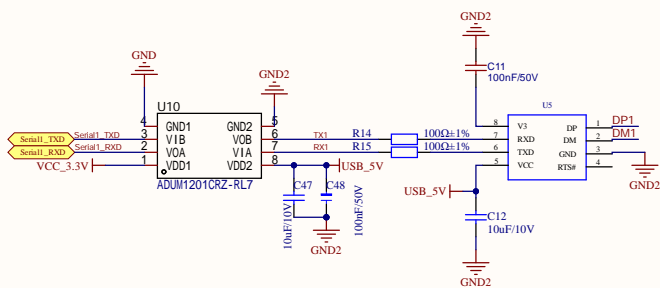 GND2
C11
100nF/50V
GND
GND2
U10
U5
4 GND1 GND2 5
3 VIB VOB 6
2 VOA VIA 7
1 VDD1 VDD2 8
ADUM1201CRZ-RL7
Serial1_TXD Serial1_TXD
Serial1_RXD Serial1_RXD
VCC_3.3V
TX1 R14 100Ω±1%
RX1 R15 100Ω±1%
USB_5V
8 V3 DP 1 DP1
7 RXD DM 2 DM1
6 TXD GND 3
5 VCC RTS# 4
GND2
C47 C48
10uF/10V 100nF/50V
GND2
USB_5V
C12
10uF/10V
GND2